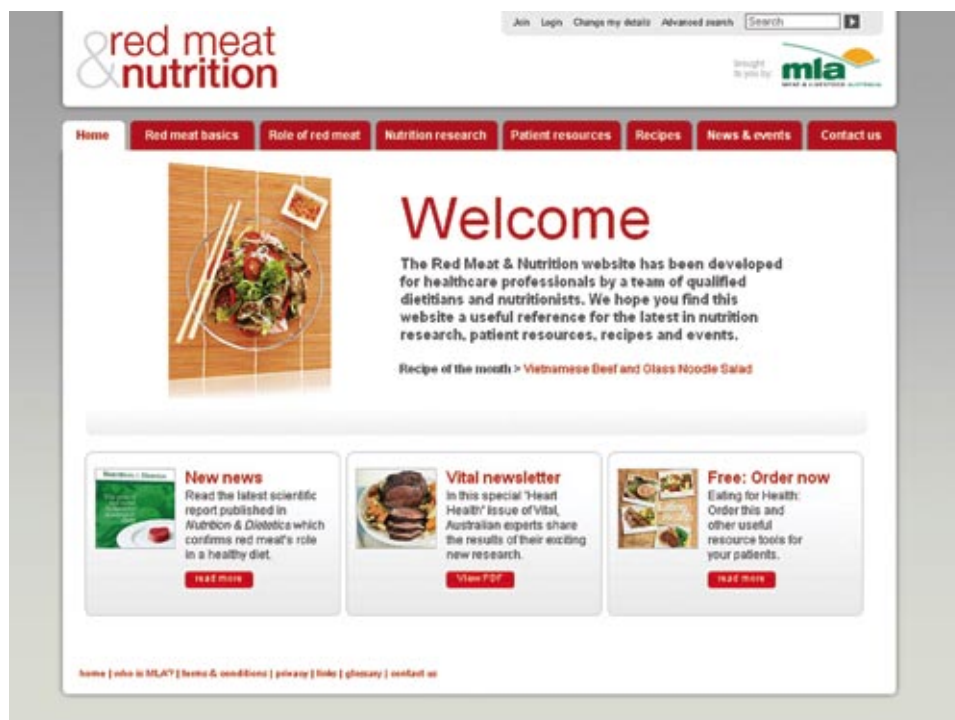 Join Login Change my details Advanced search Search
& red meat
nutrition
brought
to you by:
mla
MEAT & LIVESTOCK AUSTRALIA
Home Red meat basics Role of red meat Nutrition research Patient resources Recipes News & events Contact us
Welcome
The Red Meat & Nutrition website has been developed
for healthcare professionals by a team of qualified
dietitians and nutritionists. We hope you find this
website a useful reference for the latest in nutrition
research, patient resources, recipes and events.
Recipe of the month > Vietnamese Beef and Glass Noodle Salad
Nutrition & Dietetics
New news
Read the latest scientific
report published in
Nutrition & Dietetics which
confirms red meat's role
in a healthy diet.
read more
Vital newsletter
In this special 'Heart
Health' issue of Vital,
Australian experts share
the results of their exciting
new research.
View PDF
Free: Order now
Eating for Health:
Order this and
other useful
resource tools for
your patients.
read more
home | who is MLA? | terms & conditions | privacy | links | glossary | contact us